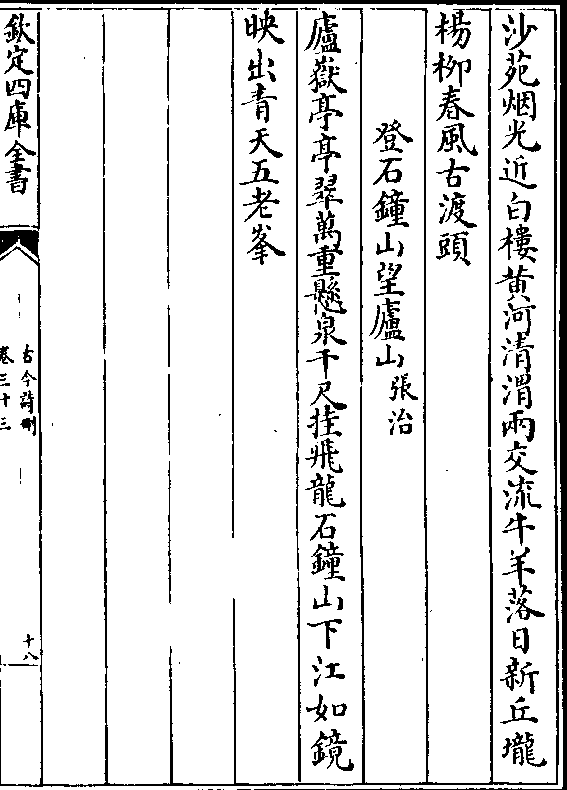 沙苑烟光近白樓黄河清渭兩交流牛羊落日新丘壠
楊柳春風古渡頭
登石鐘山望廬山張治
廬嶽亭亭翠萬重懸泉千尺挂飛龍石鐘山下江如鏡
映出青天五老峯
欽定四庫全書
古今詩刪
卷三十三
十八